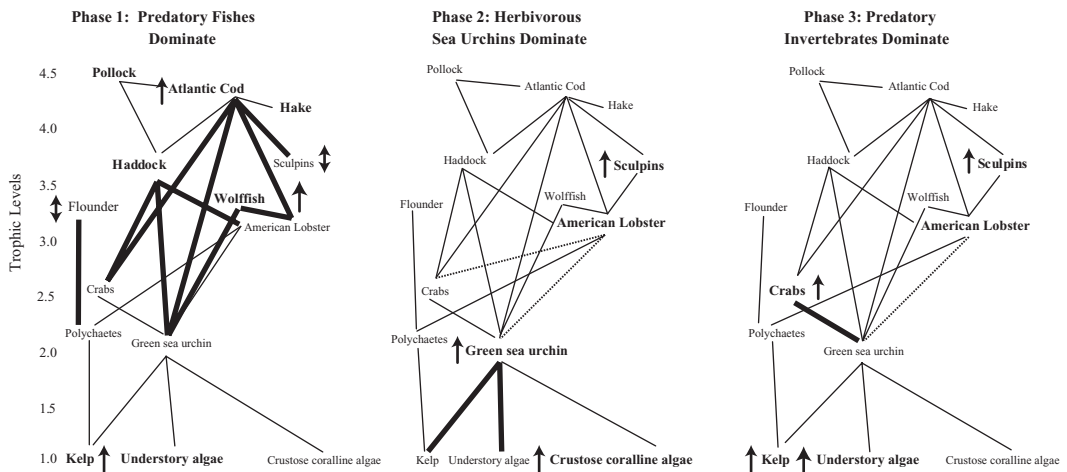 Phase 1: Predatory Fishes
Dominate
Phase 2: Herbivorous
Sea Urchins Dominate
Phase 3: Predatory
Invertebrates Dominate
Trophic Levels
4.5
4.0
3.5
3.0
2.5
2.0
1.5
1.0
Pollock
Atlantic Cod
Hake
Haddock
Sculpins
Wolffish
Flounder
American Lobster
Crabs
Polychaetes
Green sea urchin
Kelp
Understory algae
Crustose coralline algae
Pollock
Atlantic Cod
Hake
Haddock
Sculpins
Wolffish
Flounder
American Lobster
Crabs
Polychaetes
Green sea urchin
Kelp
Understory algae
Crustose coralline algae
Pollock
Atlantic Cod
Hake
Haddock
Sculpins
Wolffish
Flounder
American Lobster
Crabs
Polychaetes
Green sea urchin
Kelp
Understory algae
Crustose coralline algae